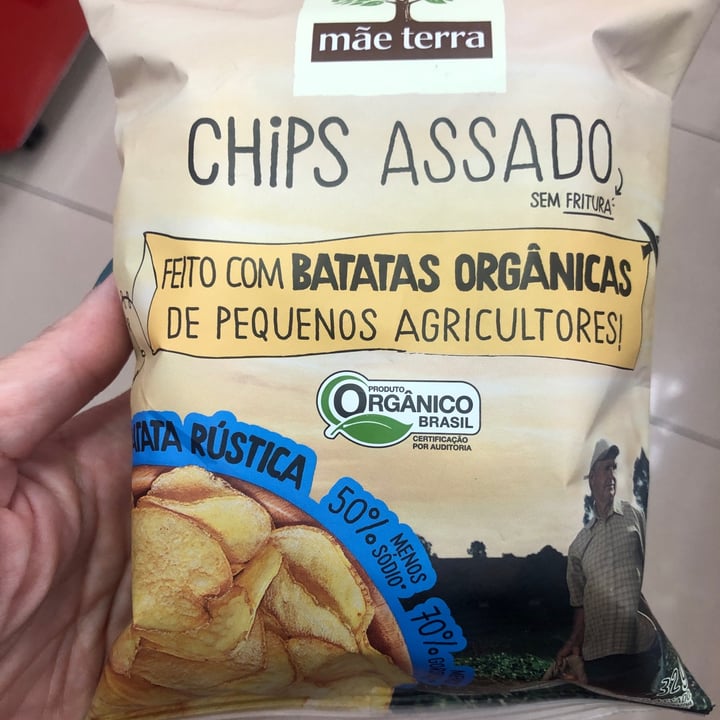 mãe terra
CHiPS ASSADO
SEM FRITURA
FEITO COM BATATAS ORGÂNICAS
DE PEQUENOS AGRICULTORES!
PRODUTO
ORGÂNICO
BRASIL
CERTIFICAÇÃO
POR AUDITORIA
RÚSTICA
50%
MENOS
SÓDIO*
70%